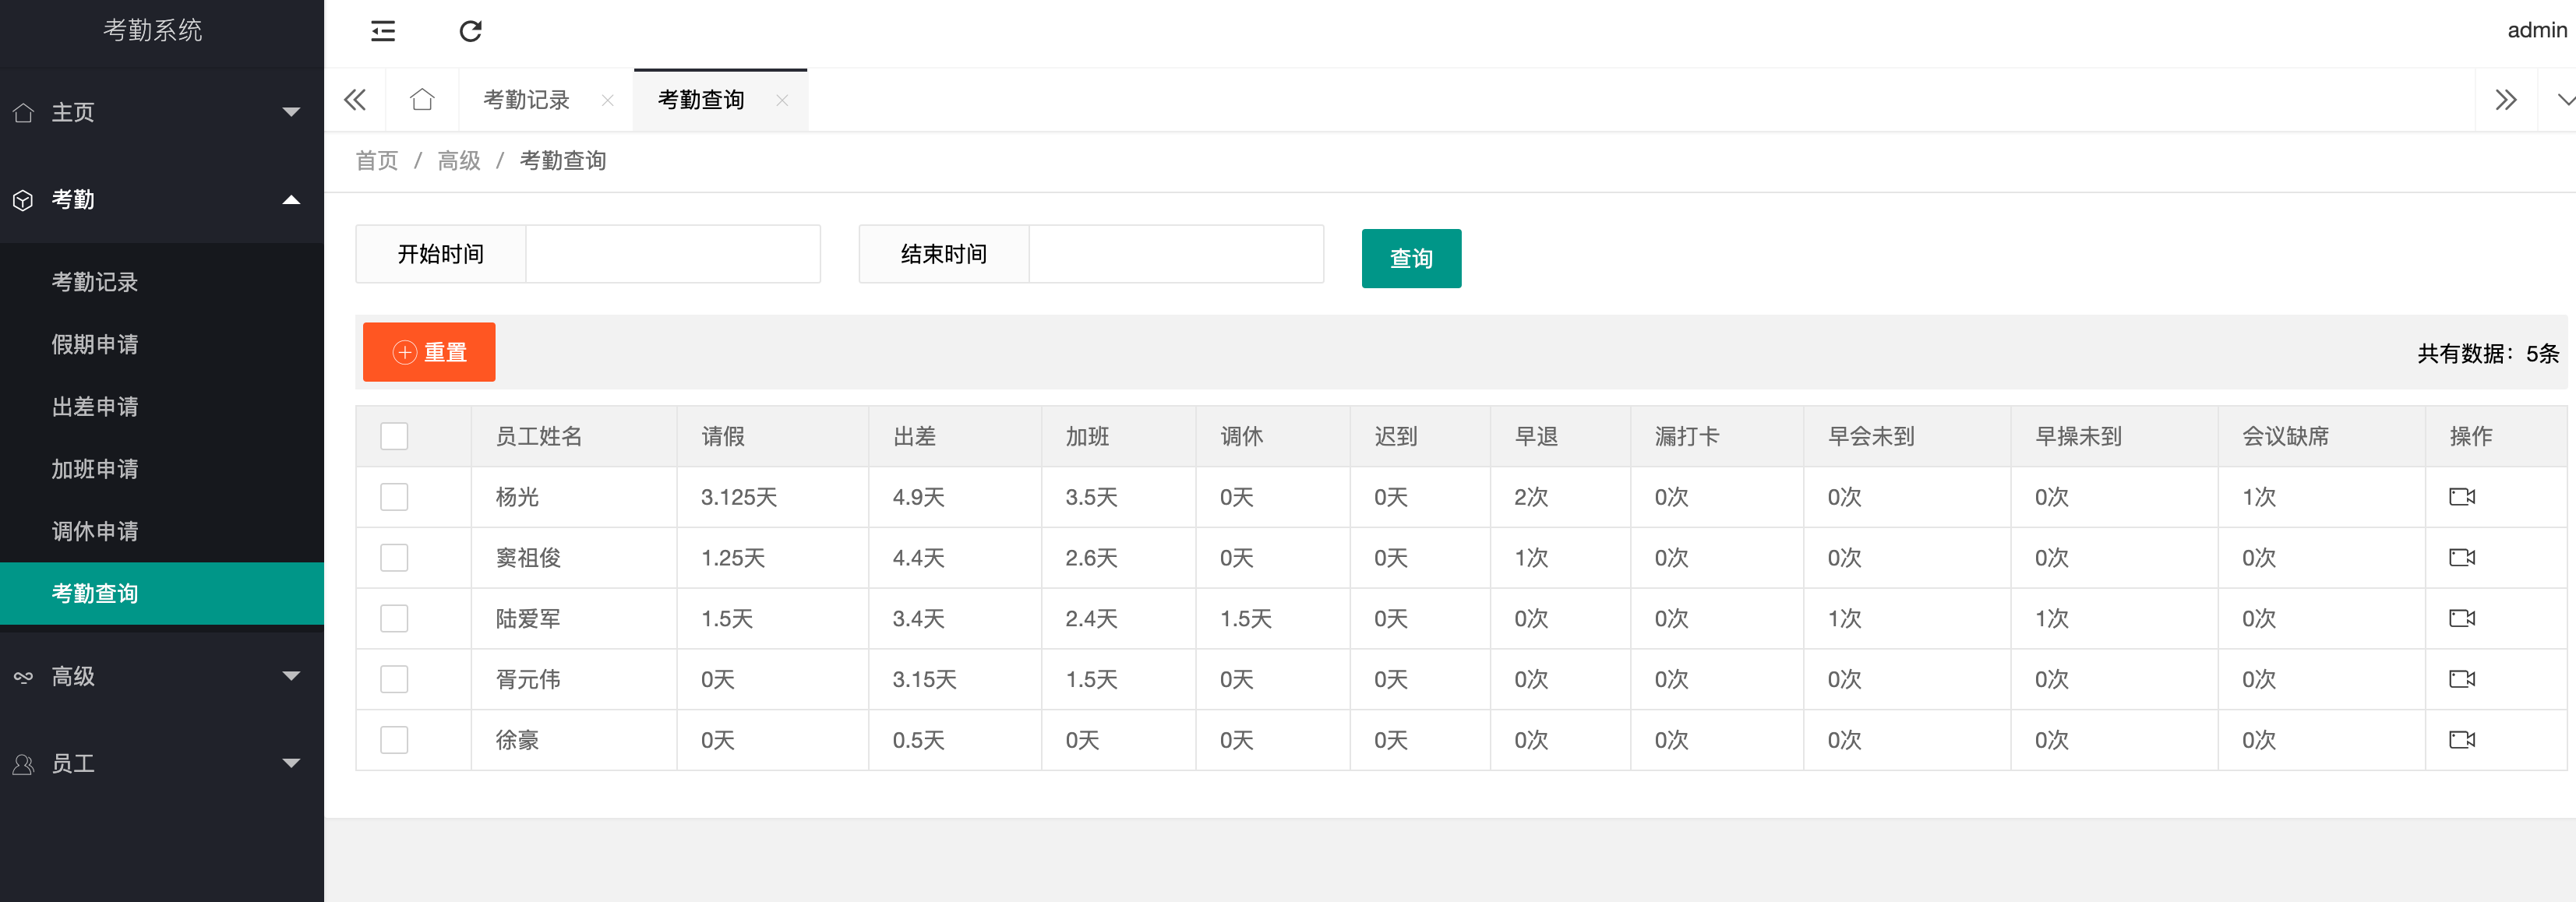 考勤系统
admin
主页
考勤
考勤记录
假期申请
出差申请
加班申请
调休申请
考勤查询
高级
员工
考勤记录 考勤查询
首页 / 高级 / 考勤查询
开始时间 结束时间 查询
重置 共有数据：5条
员工姓名 请假 出差 加班 调休 迟到 早退 漏打卡 早会未到 早操未到 会议缺席 操作
杨光 3.125天 4.9天 3.5天 0天 0天 2次 0次 0次 0次 1次
窦祖俊 1.25天 4.4天 2.6天 0天 0天 1次 0次 0次 0次 0次
陆爱军 1.5天 3.4天 2.4天 1.5天 0天 0次 0次 1次 1次 0次
胥元伟 0天 3.15天 1.5天 0天 0天 0次 0次 0次 0次 0次
徐豪 0天 0.5天 0天 0天 0天 0次 0次 0次 0次 0次